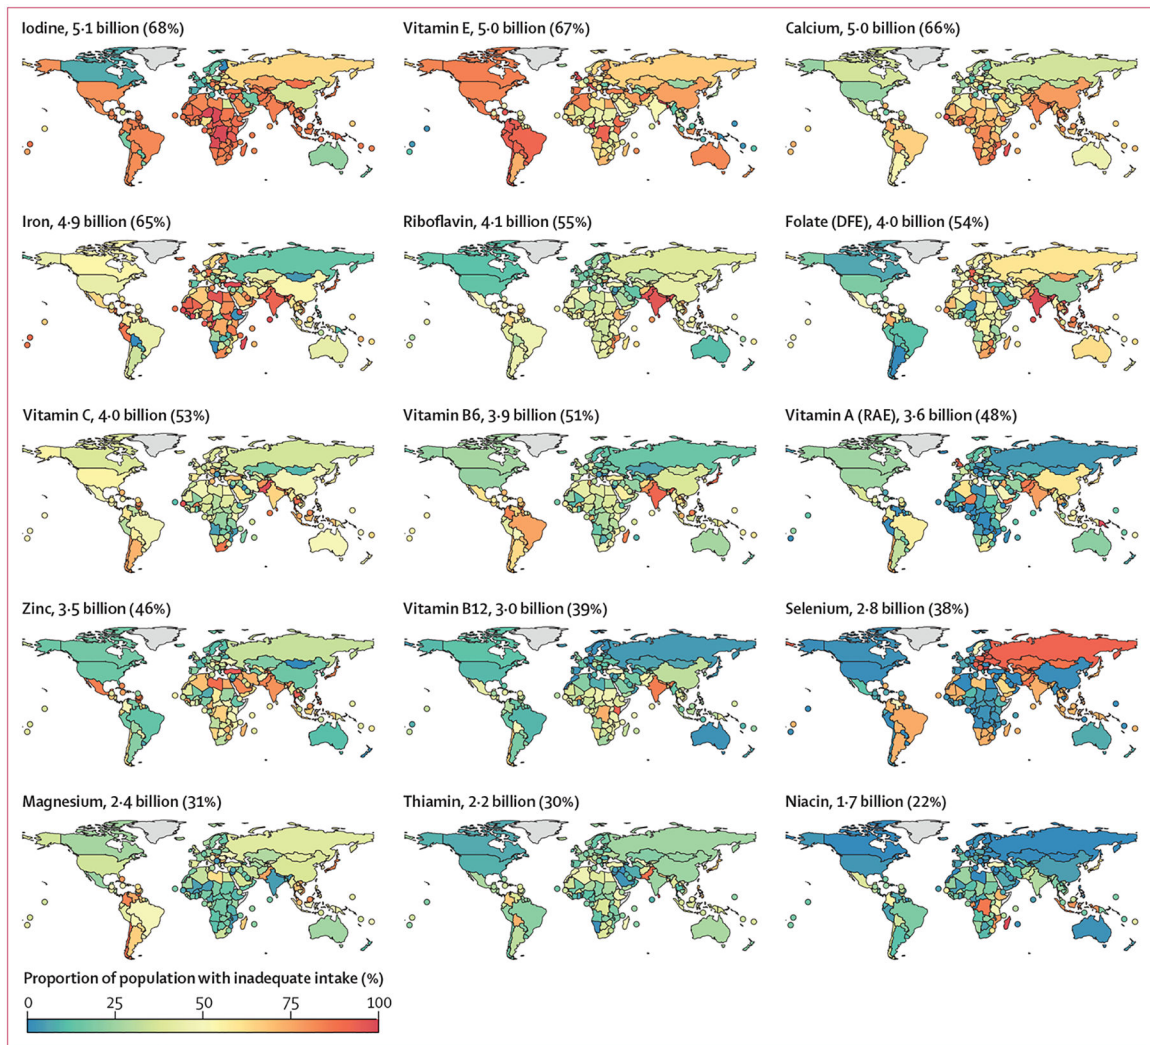 Iodine, 5·1 billion (68%)
Vitamin E, 5·0 billion (67%)
Calcium, 5·0 billion (66%)
Iron, 4·9 billion (65%)
Riboflavin, 4·1 billion (55%)
Folate (DFE), 4·0 billion (54%)
Vitamin C, 4·0 billion (53%)
Vitamin B6, 3·9 billion (51%)
Vitamin A (RAE), 3·6 billion (48%)
Zinc, 3·5 billion (46%)
Vitamin B12, 3·0 billion (39%)
Selenium, 2·8 billion (38%)
Magnesium, 2·4 billion (31%)
Thiamin, 2·2 billion (30%)
Niacin, 1·7 billion (22%)
Proportion of population with inadequate intake (%)
0 25 50 75 100